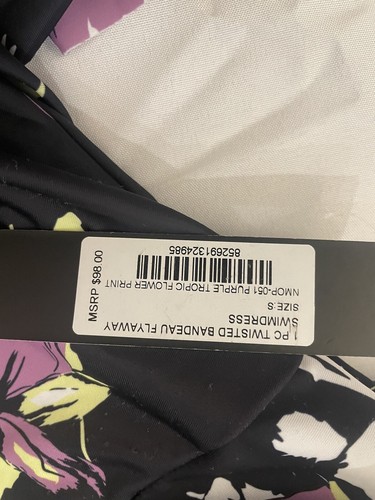 1 PC TWISTED BANDEAU FLYAWAY
SWIMDRESS
SIZE:S
NMOP-051 PURPLE TROPIC FLOWER PRINT
852691324985
MSRP $98.00